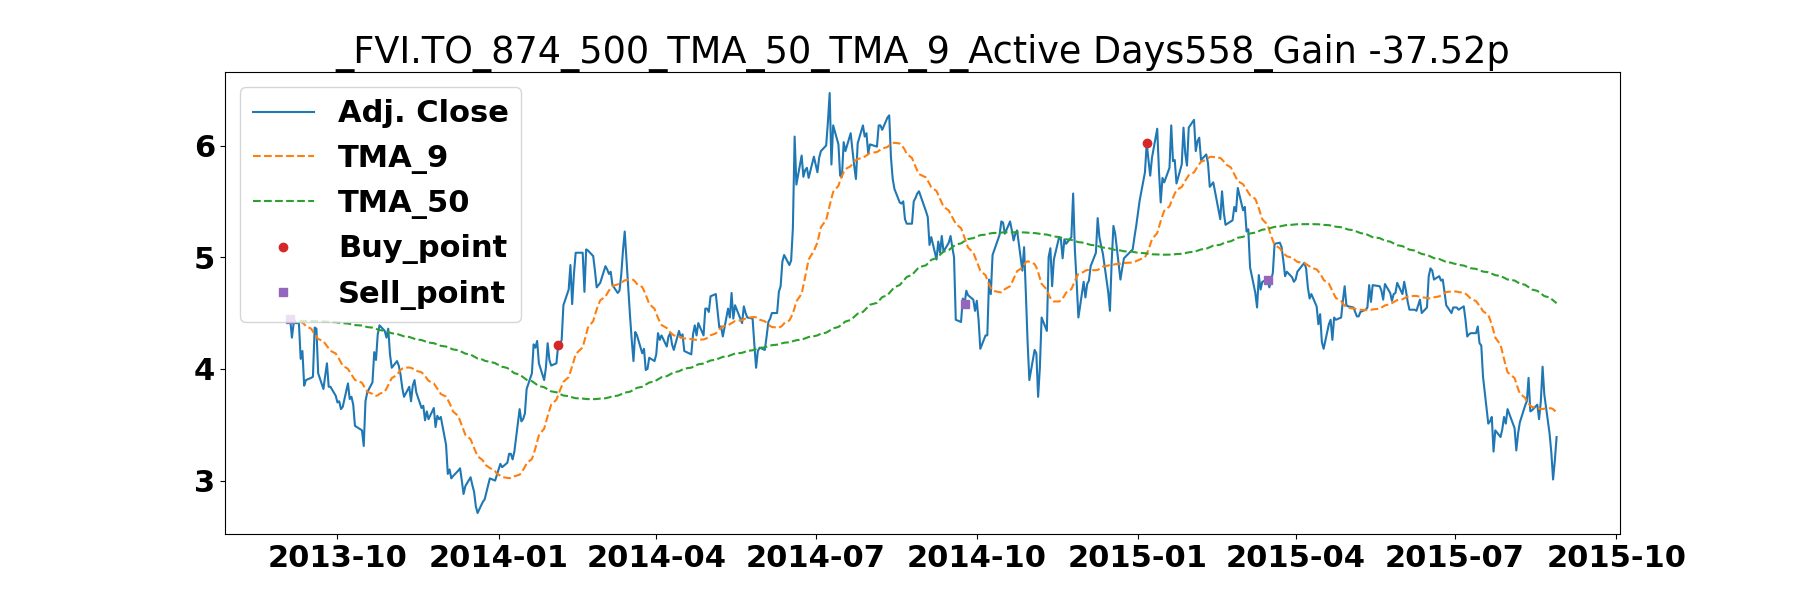 _FVI.TO_874_500_TMA_50_TMA_9_Active Days558_Gain -37.52p
Adj. Close
TMA_9
TMA_50
Buy_point
Sell_point
6
5
4
3
2013-10 2014-01 2014-04 2014-07 2014-10 2015-01 2015-04 2015-07 2015-10